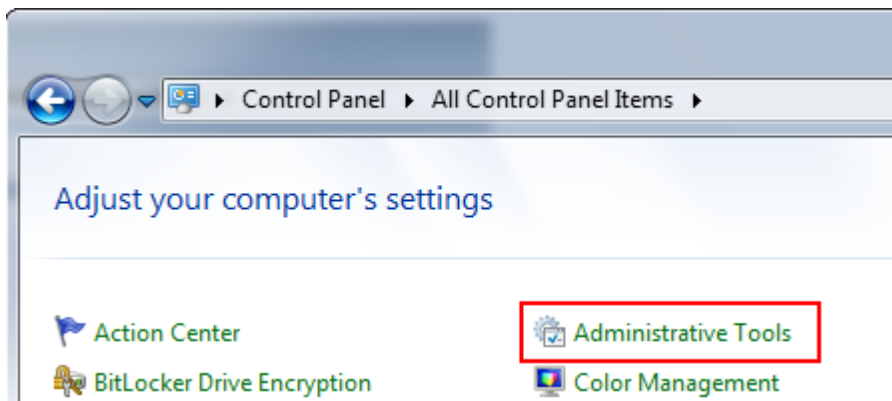 Control Panel All Control Panel Items
Adjust your computer's settings
Action Center Administrative Tools
BitLocker Drive Encryption Color Management